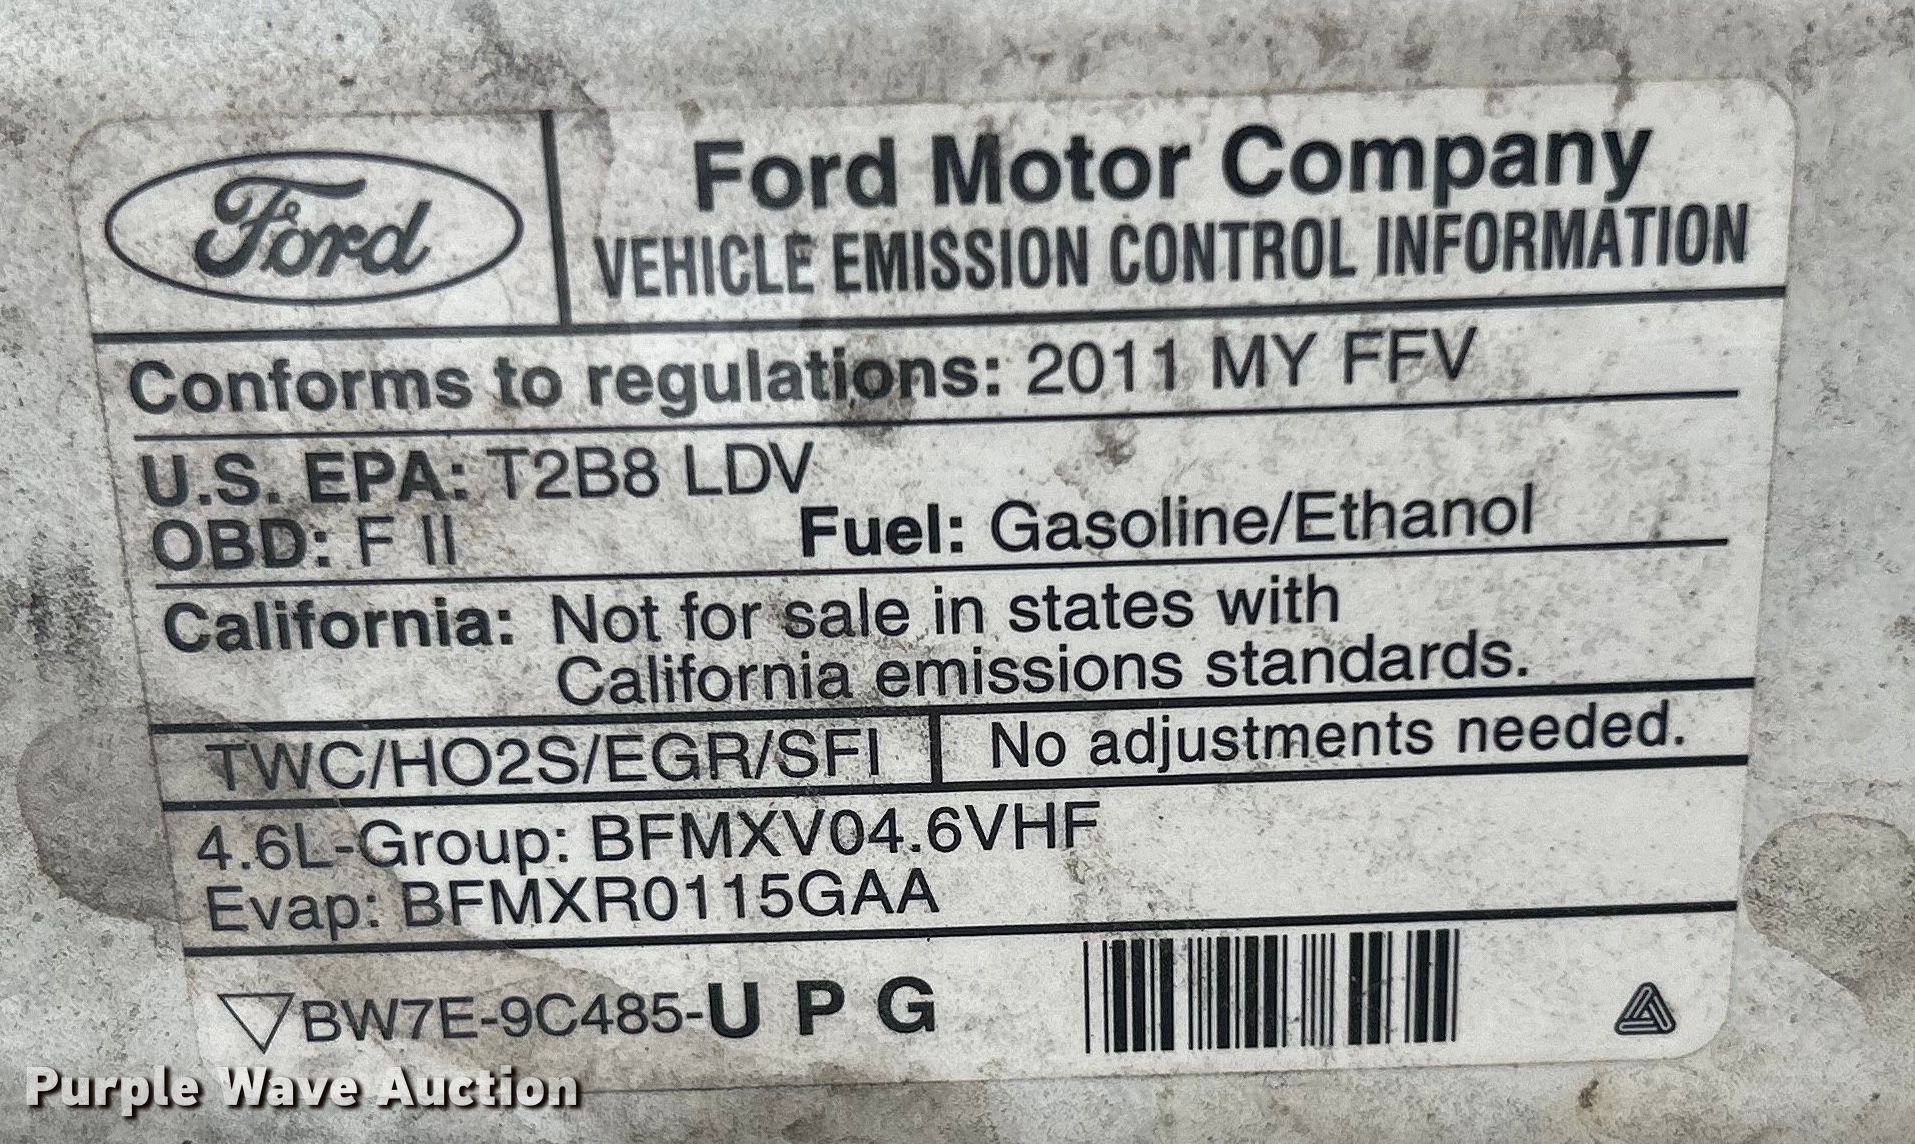 Ford
Ford Motor Company
VEHICLE EMISSION CONTROL INFORMATION
Conforms to regulations: 2011 MY FFV
U.S. EPA: T2B8 LDV
OBD: F II
Fuel: Gasoline/Ethanol
California: Not for sale in states with
California emissions standards.
TWC/HO2S/EGR/SFI
No adjustments needed.
4.6L-Group: BFMXV04.6VHF
Evap: BFMXR0115GAA
BW7E-9C485-U P G
Purple Wave Auction